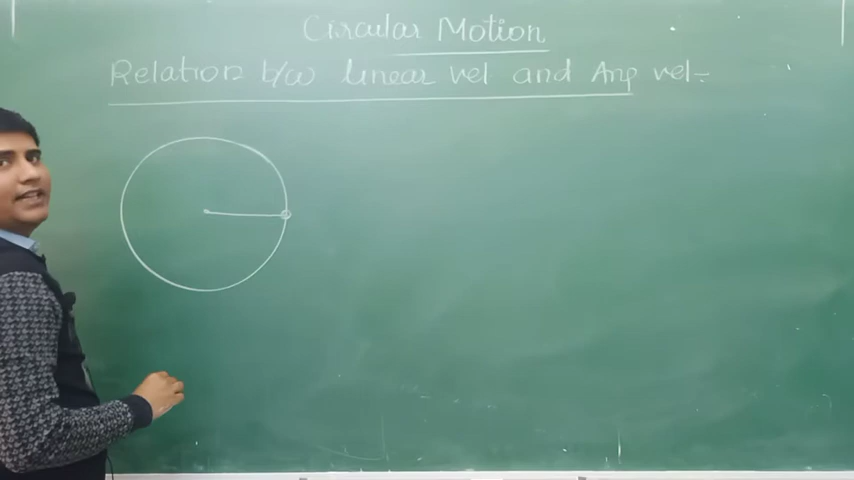 Circular Motion
Relation b/w linear vel and Ang vel:-